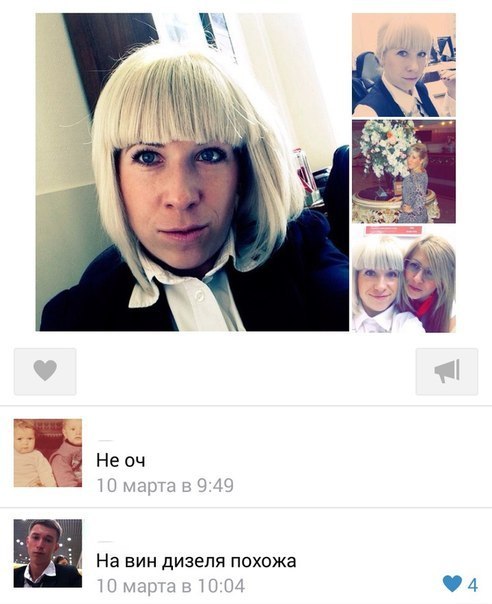 Не оч
10 марта в 9:49
На вин дизеля похожа
10 марта в 10:04
4